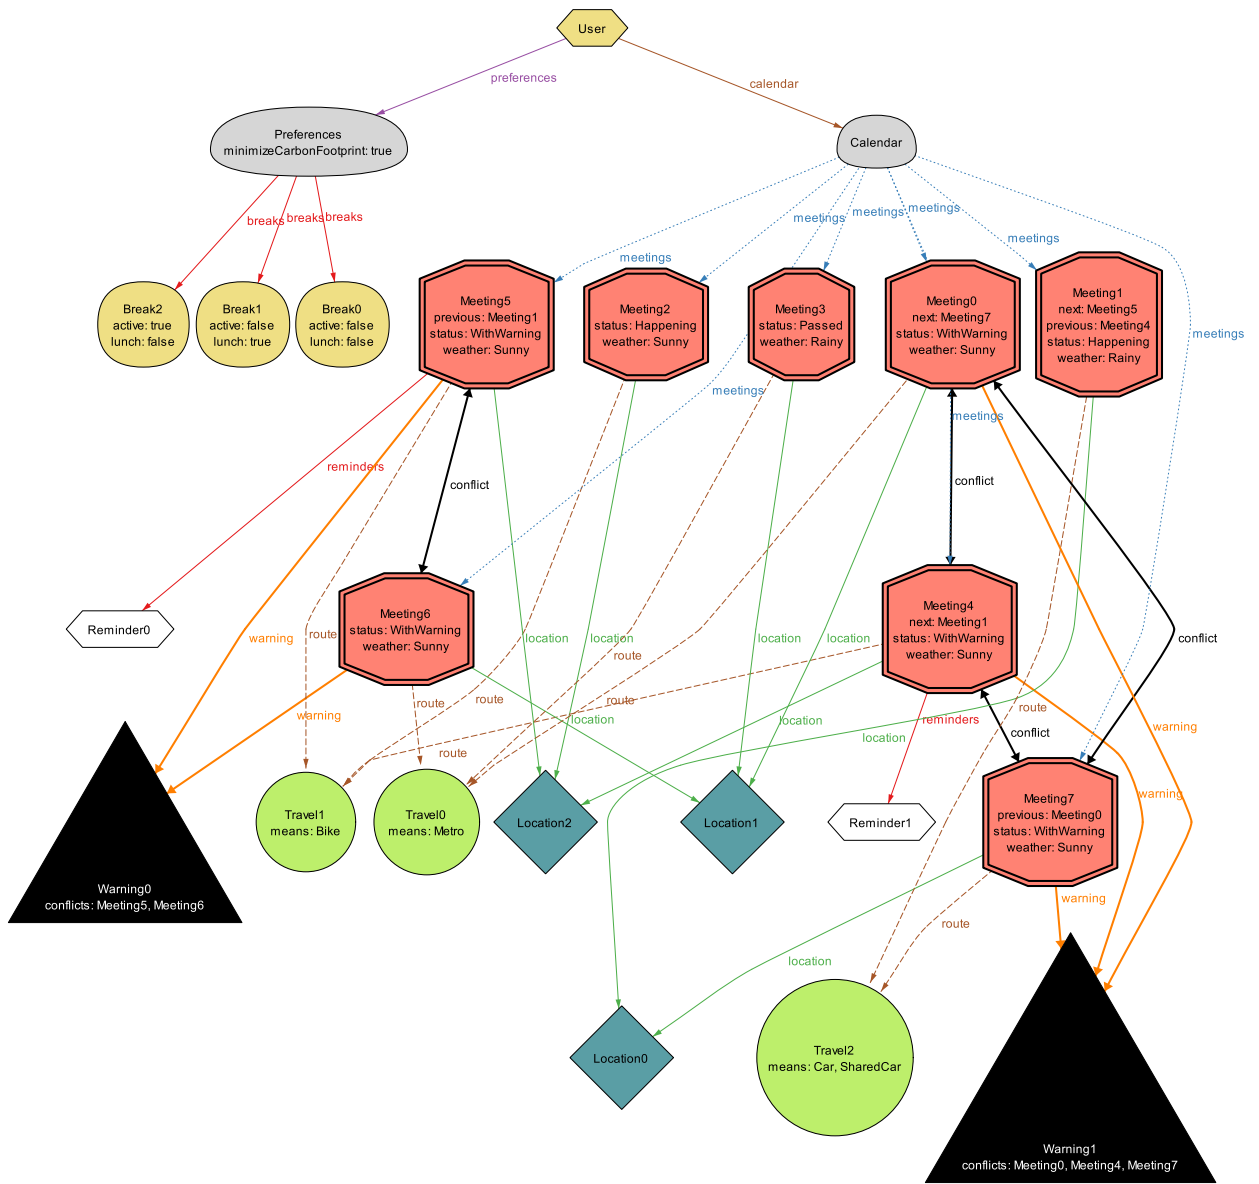 User
preferences
calendar
Preferences
minimizeCarbonFootprint: true
Calendar
breaks
breaks
breaks
meetings
meetings
meetings
meetings
meetings
meetings
meetings
meetings
Break2
active: true
lunch: false
Break1
active: false
lunch: true
Break0
active: false
lunch: false
Meeting5
previous: Meeting1
status: WithWarning
weather: Sunny
Meeting2
status: Happening
weather: Sunny
Meeting3
status: Passed
weather: Rainy
Meeting0
next: Meeting7
status: WithWarning
weather: Sunny
Meeting1
next: Meeting5
previous: Meeting4
status: Happening
weather: Rainy
reminders
conflict
conflict
conflict
Reminder0
warning
route
Meeting6
status: WithWarning
weather: Sunny
location
location
route
location
location
Meeting4
next: Meeting1
status: WithWarning
weather: Sunny
warning
route
route
route
route
location
location
reminders
location
route
conflict
warning
Warning0
conflicts: Meeting5, Meeting6
Travel1
means: Bike
Travel0
means: Metro
Location2
Location1
Reminder1
Meeting7
previous: Meeting0
status: WithWarning
weather: Sunny
warning
warning
route
location
Location0
Travel2
means: Car, SharedCar
Warning1
conflicts: Meeting0, Meeting4, Meeting7